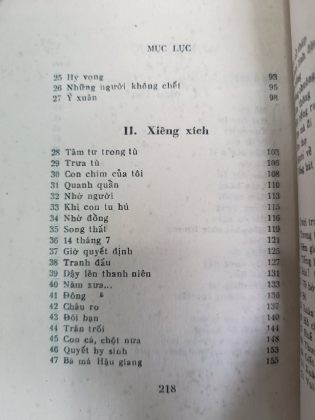 MỤC LỤC
25 Hy vọng 93
26 Những người không chết 95
27 Ý xuân 98
II. Xiềng xích
28 Tâm tư trong tù 103
29 Trưa tù 106
30 Con chim của tôi 108
31 Quanh quẩn 110
32 Nhớ người 113
33 Khi con tu hú 115
34 Nhớ đồng 116
35 Song thất 119
36 14 tháng 7 121
37 Giờ quyết định 125
38 Tranh đấu 127
39 Dậy lên thanh niên 131
40 Năm xưa... 133
41 Đông 136
42 Châu ro 137
43 Đôi bạn 140
44 Trăn trối 144
45 Con cá, chột nưa 150
46 Quyết hy sinh 153
47 Bà má Hậu giang 155
218